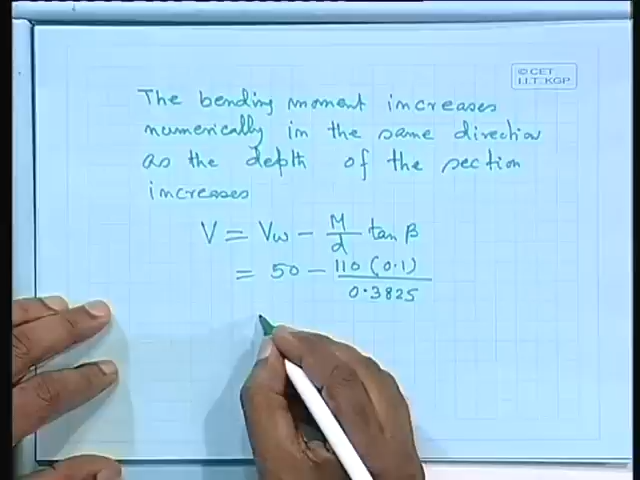 © CET
I.I.T. KGP
The bending moment increases
numerically in the same direction
as the depth of the section
increases
V = Vw - M/d tan β
= 50 - 110 (0.1)/0.3825